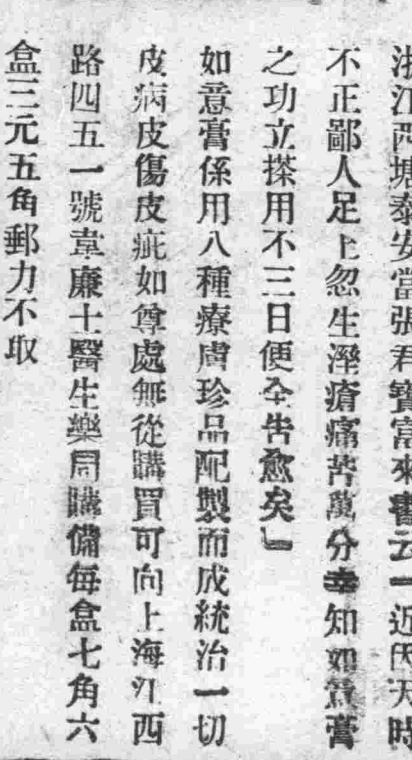 浙江西塘泰安當張君寶富來書云「近因天時
不正鄙人足上忽生溼瘡痛苦萬分幸知如意膏
之功立搽用不三日便全告愈矣」
如意膏係用八種療膚珍品配製而成統治一切
皮病皮傷皮疵如尊處無從購買可向上海江西
路四五一號韋廉士醫生藥局購備每盒七角六
盒三元五角郵力不取